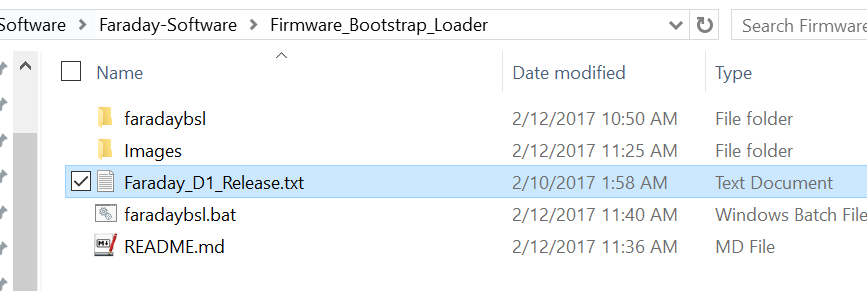 Software > Faraday-Software > Firmware_Bootstrap_Loader Search Firmware
Name Date modified Type
faradaybsl 2/12/2017 10:50 AM File folder
Images 2/12/2017 11:25 AM File folder
Faraday_D1_Release.txt 2/10/2017 1:58 AM Text Document
faradaybsl.bat 2/12/2017 11:40 AM Windows Batch File
README.md 2/12/2017 11:36 AM MD File